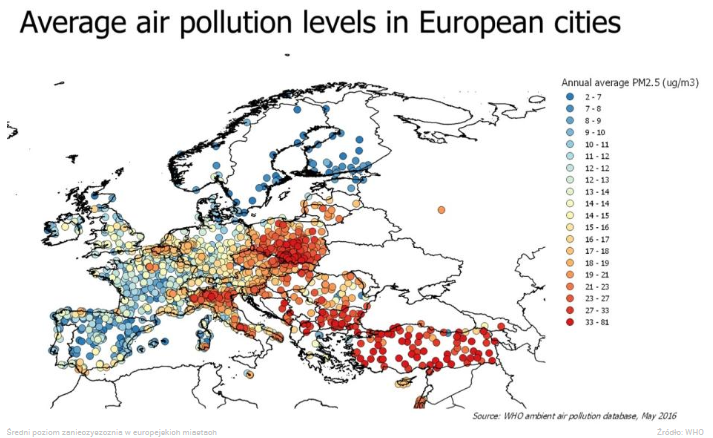 Average air pollution levels in European cities
Annual average PM2.5 (ug/m3)
2 - 7
7 - 8
8 - 9
9 - 10
10 - 11
11 - 12
12 - 12
12 - 13
13 - 14
14 - 14
14 - 15
15 - 16
16 - 17
17 - 18
18 - 19
19 - 21
21 - 23
23 - 27
27 - 33
33 - 81
Source: WHO ambient air pollution database, May 2016
Średni poziom zanieczyszcznie w europejskich miastach
Źródło: WHO